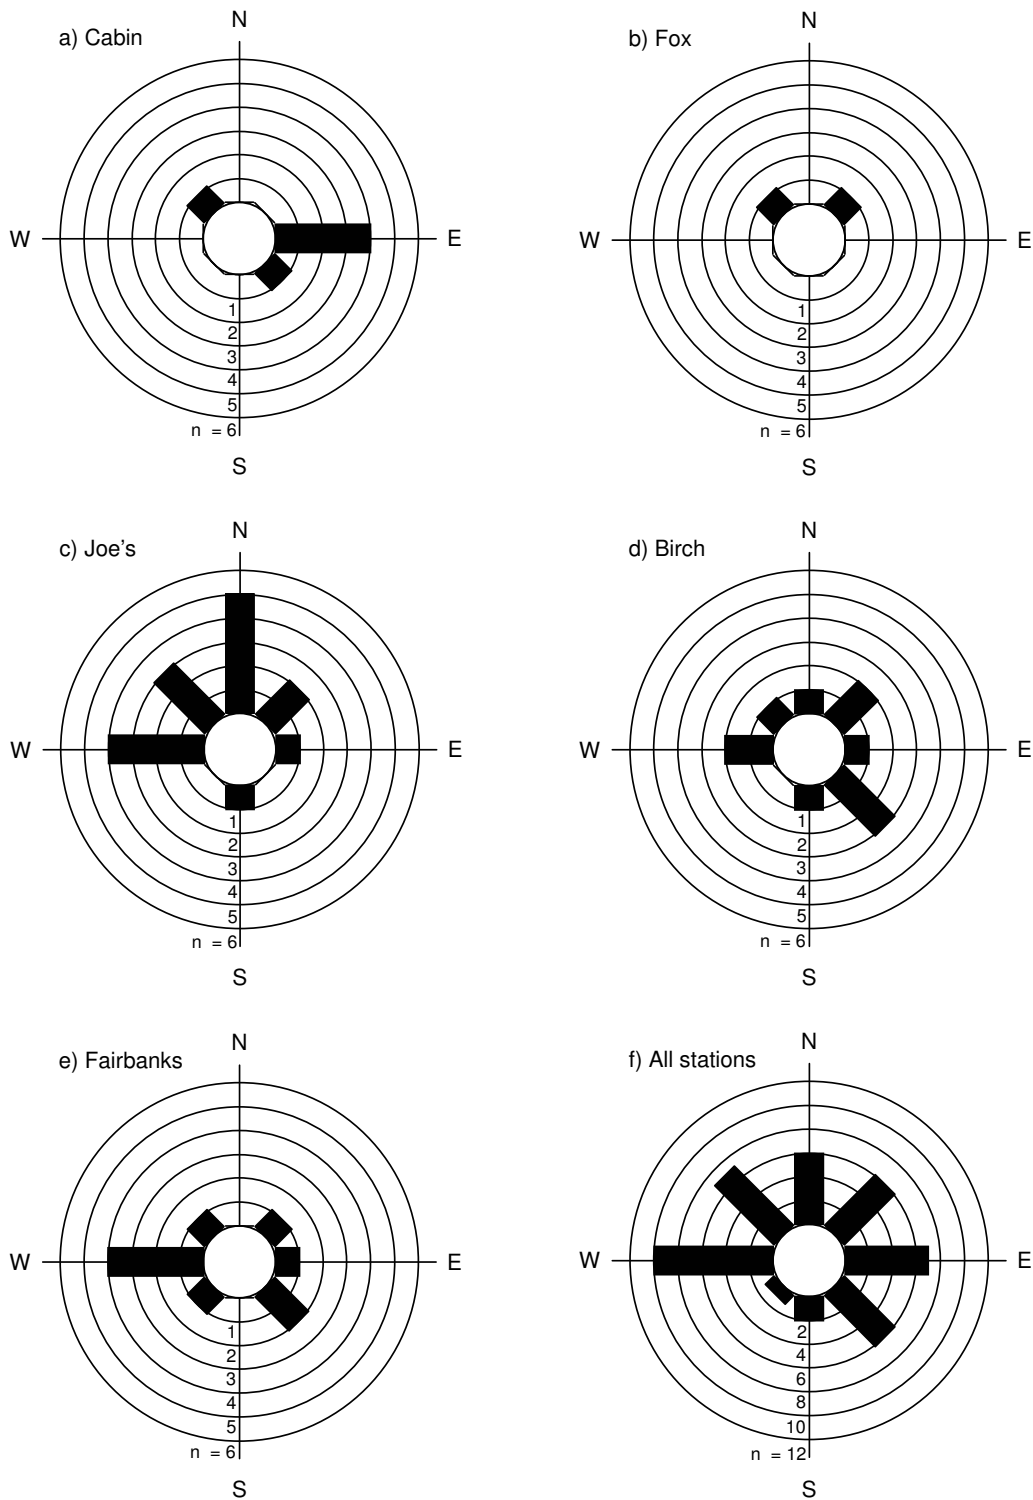 N
a) Cabin
W
E
1
2
3
4
5
n = 6
S
N
b) Fox
W
E
1
2
3
4
5
n = 6
S
N
c) Joe's
W
E
1
2
3
4
5
n = 6
S
N
d) Birch
W
E
1
2
3
4
5
n = 6
S
N
e) Fairbanks
W
E
1
2
3
4
5
n = 6
S
N
f) All stations
W
E
2
4
6
8
10
n = 12
S